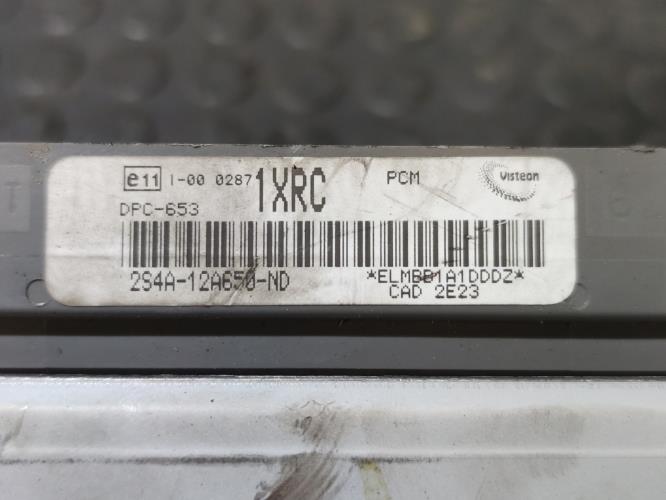 e11 I-00 0287 1XRC PCM Visteon
DPC-653
2S4A-12A650-ND *ELMBB1A1DDDZ*
CAD 2E23